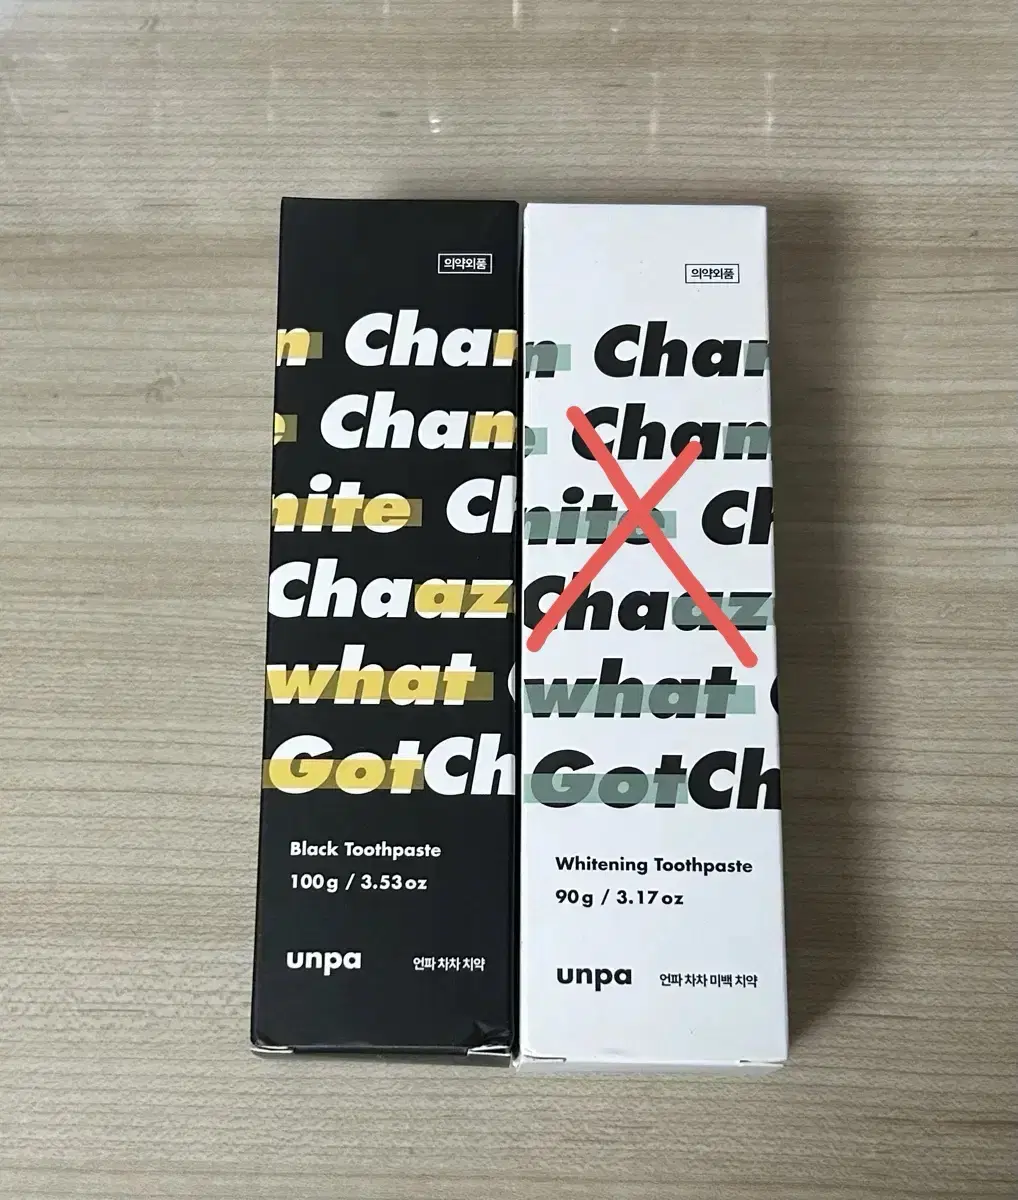 의약외품
n Chan
e Chan
nite Ch
Chaaz
what
GotCh
Black Toothpaste
100g / 3.53oz
unpa 언파 차차 치약
의약외품
n Chan
e Chan
nite Ch
Chaaz
what
GotCh
Whitening Toothpaste
90g / 3.17oz
unpa 언파 차차 미백 치약